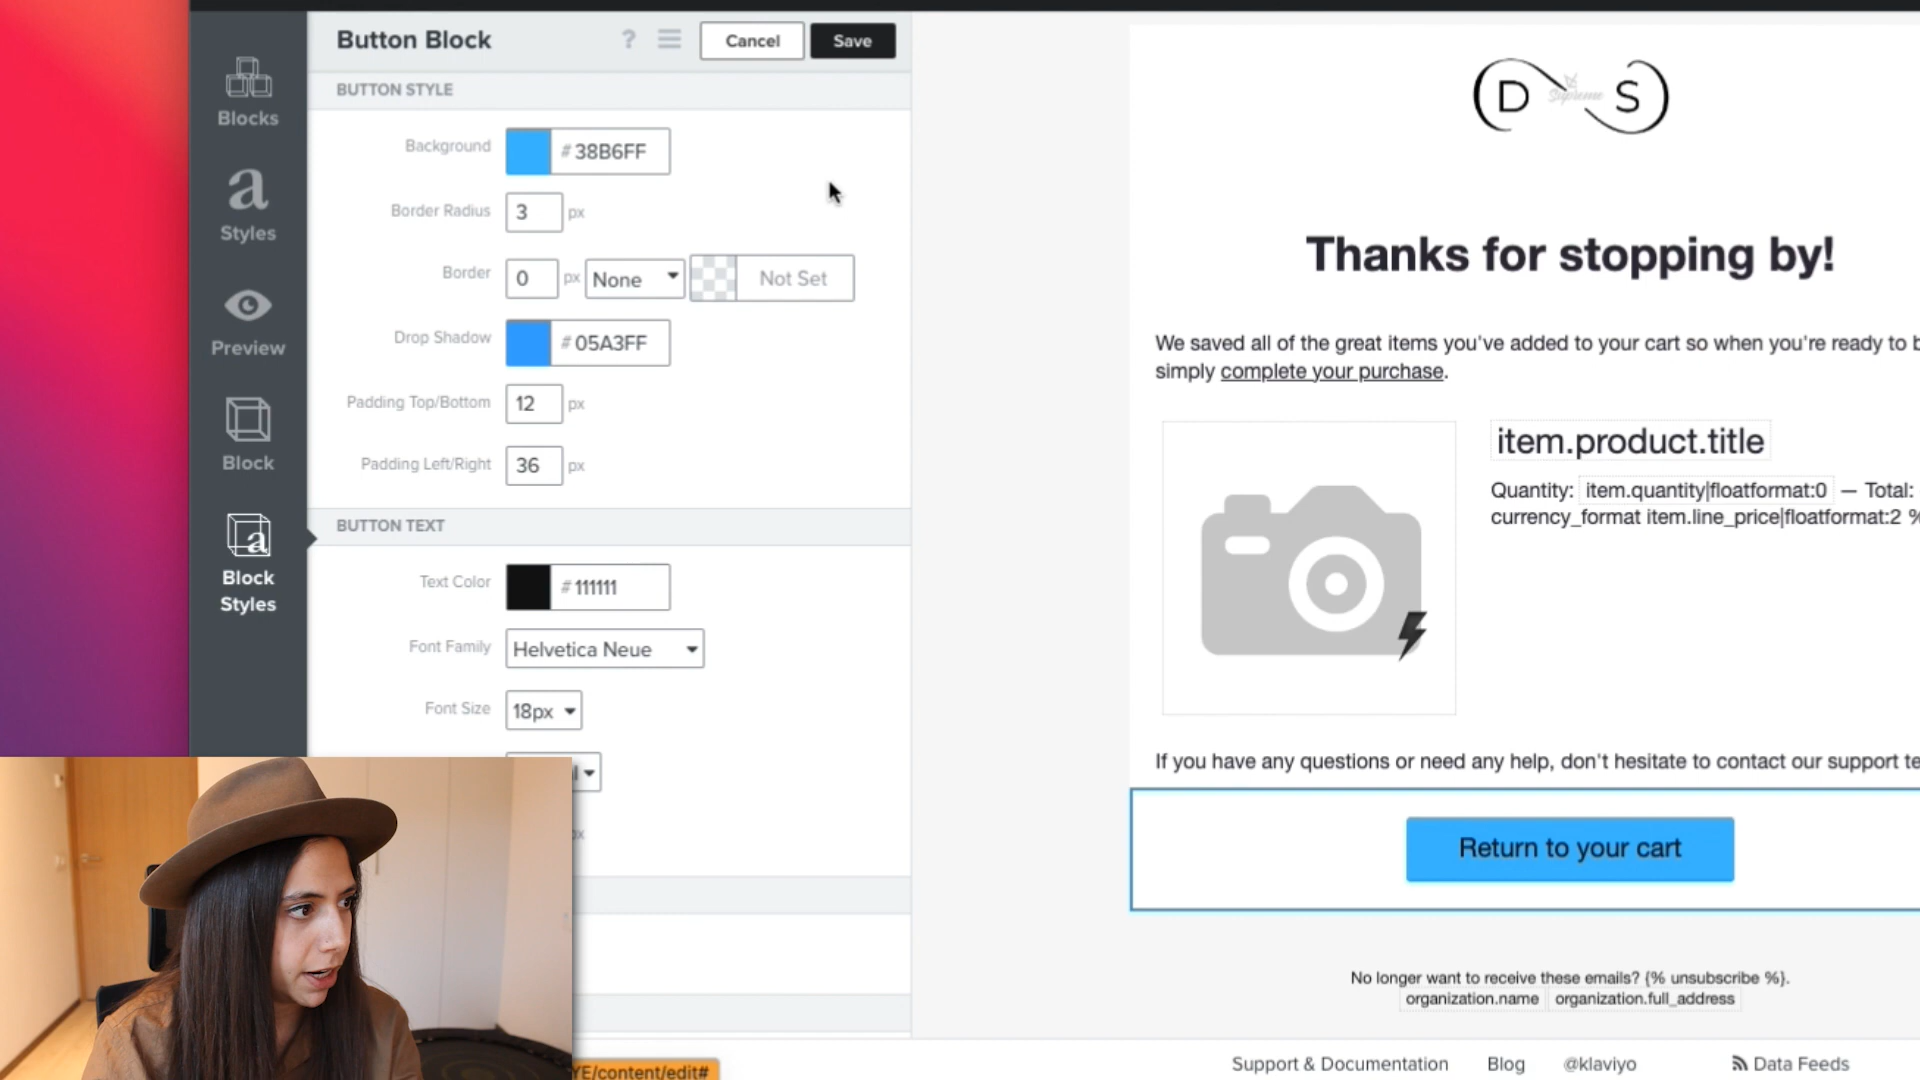 Button Block
?
Cancel
Save
BUTTON STYLE
Background
# 38B6FF
Border Radius
3 px
Border
0 px None Not Set
Drop Shadow
# 05A3FF
Padding Top/Bottom
12 px
Padding Left/Right
36 px
BUTTON TEXT
Text Color
# 111111
Font Family
Helvetica Neue
Font Size
18px
Blocks
a
Styles
Preview
Block
a
Block
Styles
YE/content/edit#
D Supreme S
Thanks for stopping by!
We saved all of the great items you've added to your cart so when you're ready to b
simply complete your purchase.
item.product.title
Quantity: item.quantity|floatformat:0 — Total:
currency_format item.line_price|floatformat:2 %
If you have any questions or need any help, don't hesitate to contact our support te
Return to your cart
No longer want to receive these emails? {% unsubscribe %}.
organization.name organization.full_address
Support & Documentation Blog @klaviyo Data Feeds